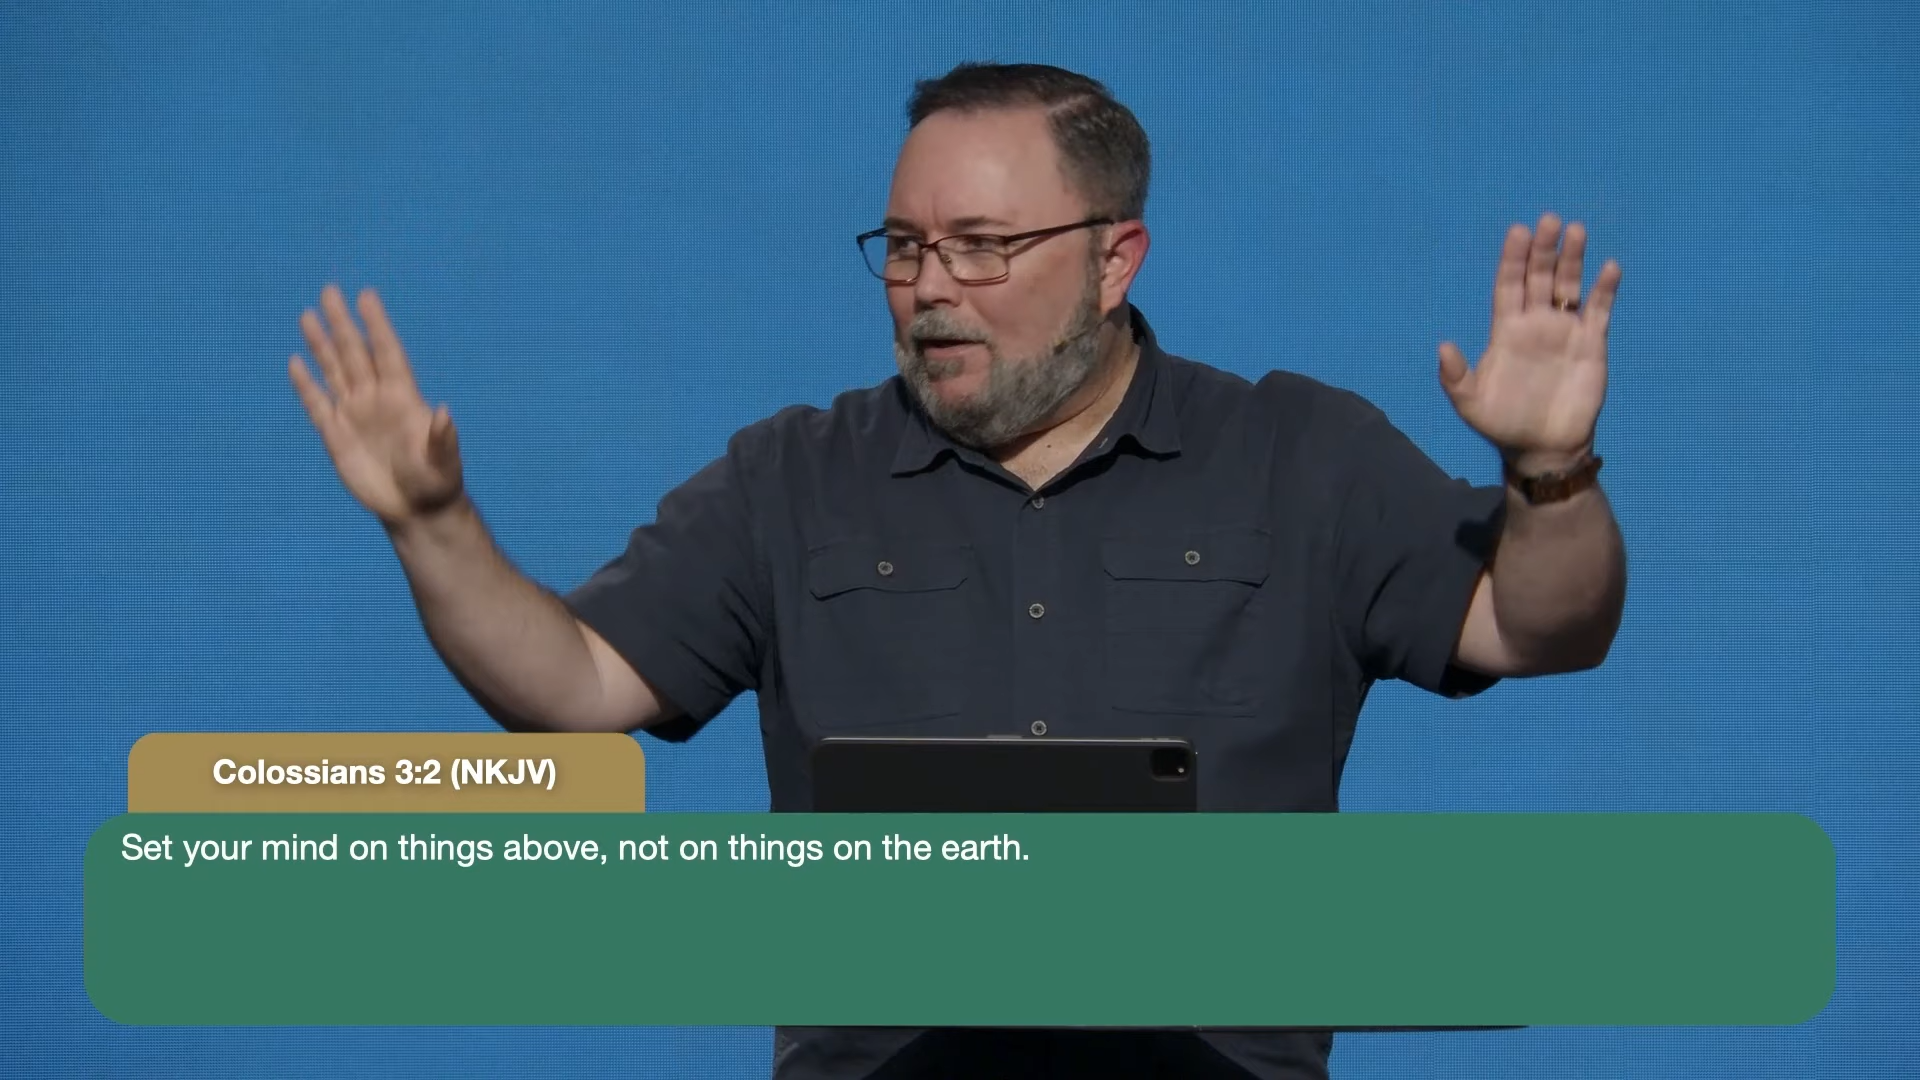 Colossians 3:2 (NKJV)
Set your mind on things above, not on things on the earth.